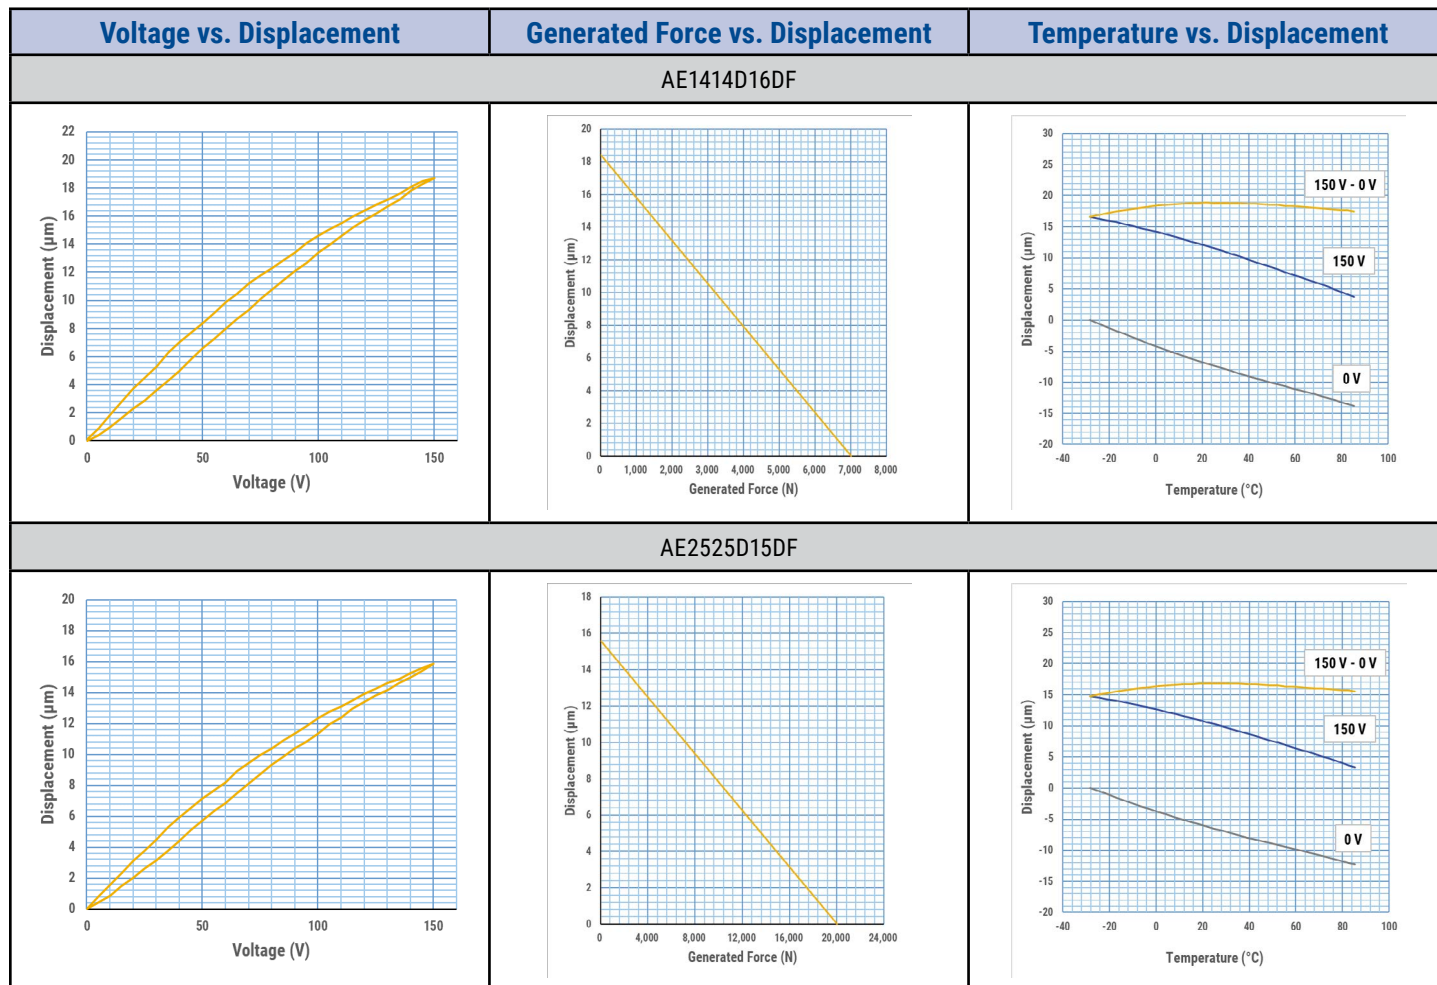 Voltage vs. Displacement
Generated Force vs. Displacement
Temperature vs. Displacement
AE1414D16DF
22
20
18
16
14
12
10
8
6
4
2
0
Displacement (µm)
0 50 100 150
Voltage (V)
20
18
16
14
12
10
8
6
4
2
0
Displacement (µm)
0 1,000 2,000 3,000 4,000 5,000 6,000 7,000 8,000
Generated Force (N)
30
25
20
15
10
5
0
-5
-10
-15
-20
Displacement (µm)
150 V - 0 V
150 V
0 V
-40 -20 0 20 40 60 80 100
Temperature (°C)
AE2525D15DF
20
18
16
14
12
10
8
6
4
2
0
Displacement (µm)
0 50 100 150
Voltage (V)
18
16
14
12
10
8
6
4
2
0
Displacement (µm)
0 4,000 8,000 12,000 16,000 20,000 24,000
Generated Force (N)
30
25
20
15
10
5
0
-5
-10
-15
-20
Displacement (µm)
150 V - 0 V
150 V
0 V
-40 -20 0 20 40 60 80 100
Temperature (°C)